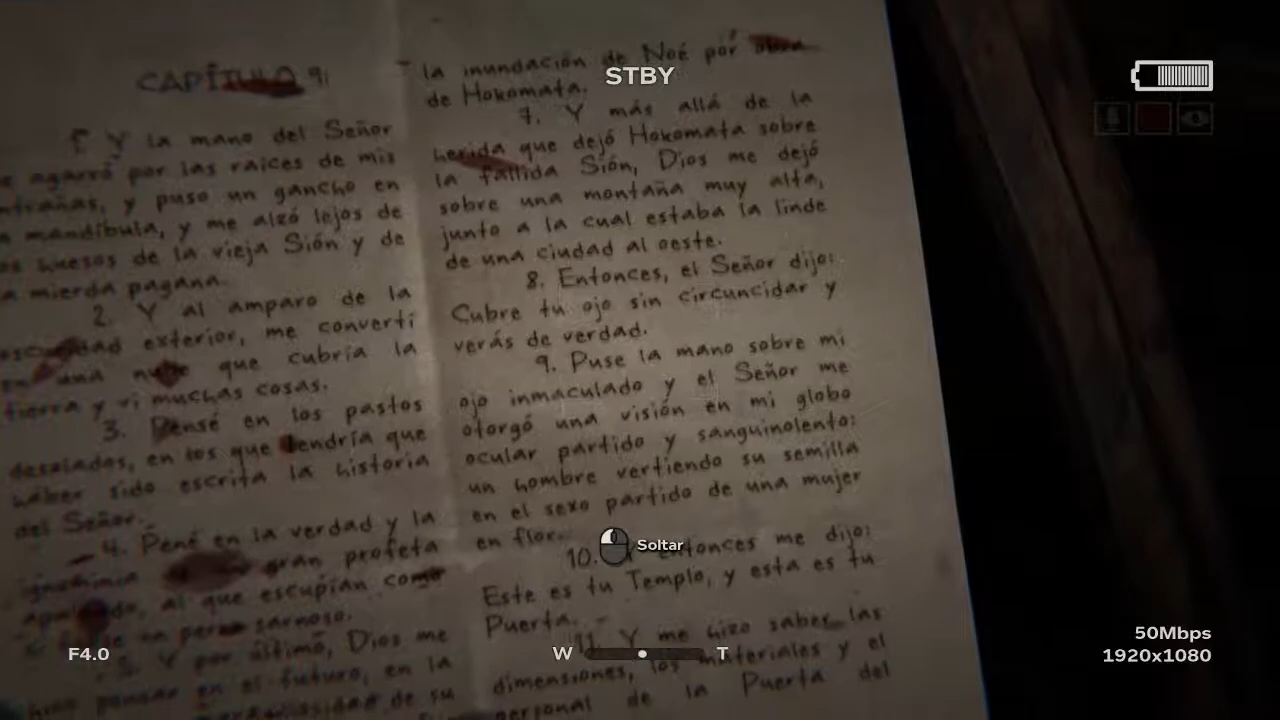 STBY
CAPÍTULO 9:
1. Y la mano del Señor
me agarró por las raíces de mis
entrañas, y puso un gancho en
mi mandíbula, y me alzó lejos de
los huesos de la vieja Sión y de
la mierda pagana.
2. Y al amparo de la
oscuridad exterior, me convertí
en una nube que cubría la
tierra y vi muchas cosas.
3. Pensé en los pastos
desolados, en los que tendría que
haber sido escrita la historia
del Señor.
4. Pené en la verdad y la
ignominia gran profeta
al que escupían como
perro sarnoso.
5. Y por último, Dios me
hizo pensar en el futuro, en la
de su
la inundación de Noé por obra
de Hokomata.
7. Y más allá de la
herida que dejó Hokomata sobre
la fallida Sión, Dios me dejó
sobre una montaña muy alta,
junto a la cual estaba la linde
de una ciudad al oeste.
8. Entonces, el Señor dijo:
Cubre tu ojo sin circuncidar y
verás de verdad.
9. Puse la mano sobre mi
ojo inmaculado y el Señor me
otorgó una visión en mi globo
ocular partido y sanguinolento:
un hombre vertiendo su semilla
en el sexo partido de una mujer
en flor.
10. Y entonces me dijo:
Este es tu Templo, y esta es tu
Puerta.
11. Y me hizo saber las
dimensiones, los materiales y el
personal de la Puerta del
Soltar
F4.0
W T
50Mbps
1920x1080